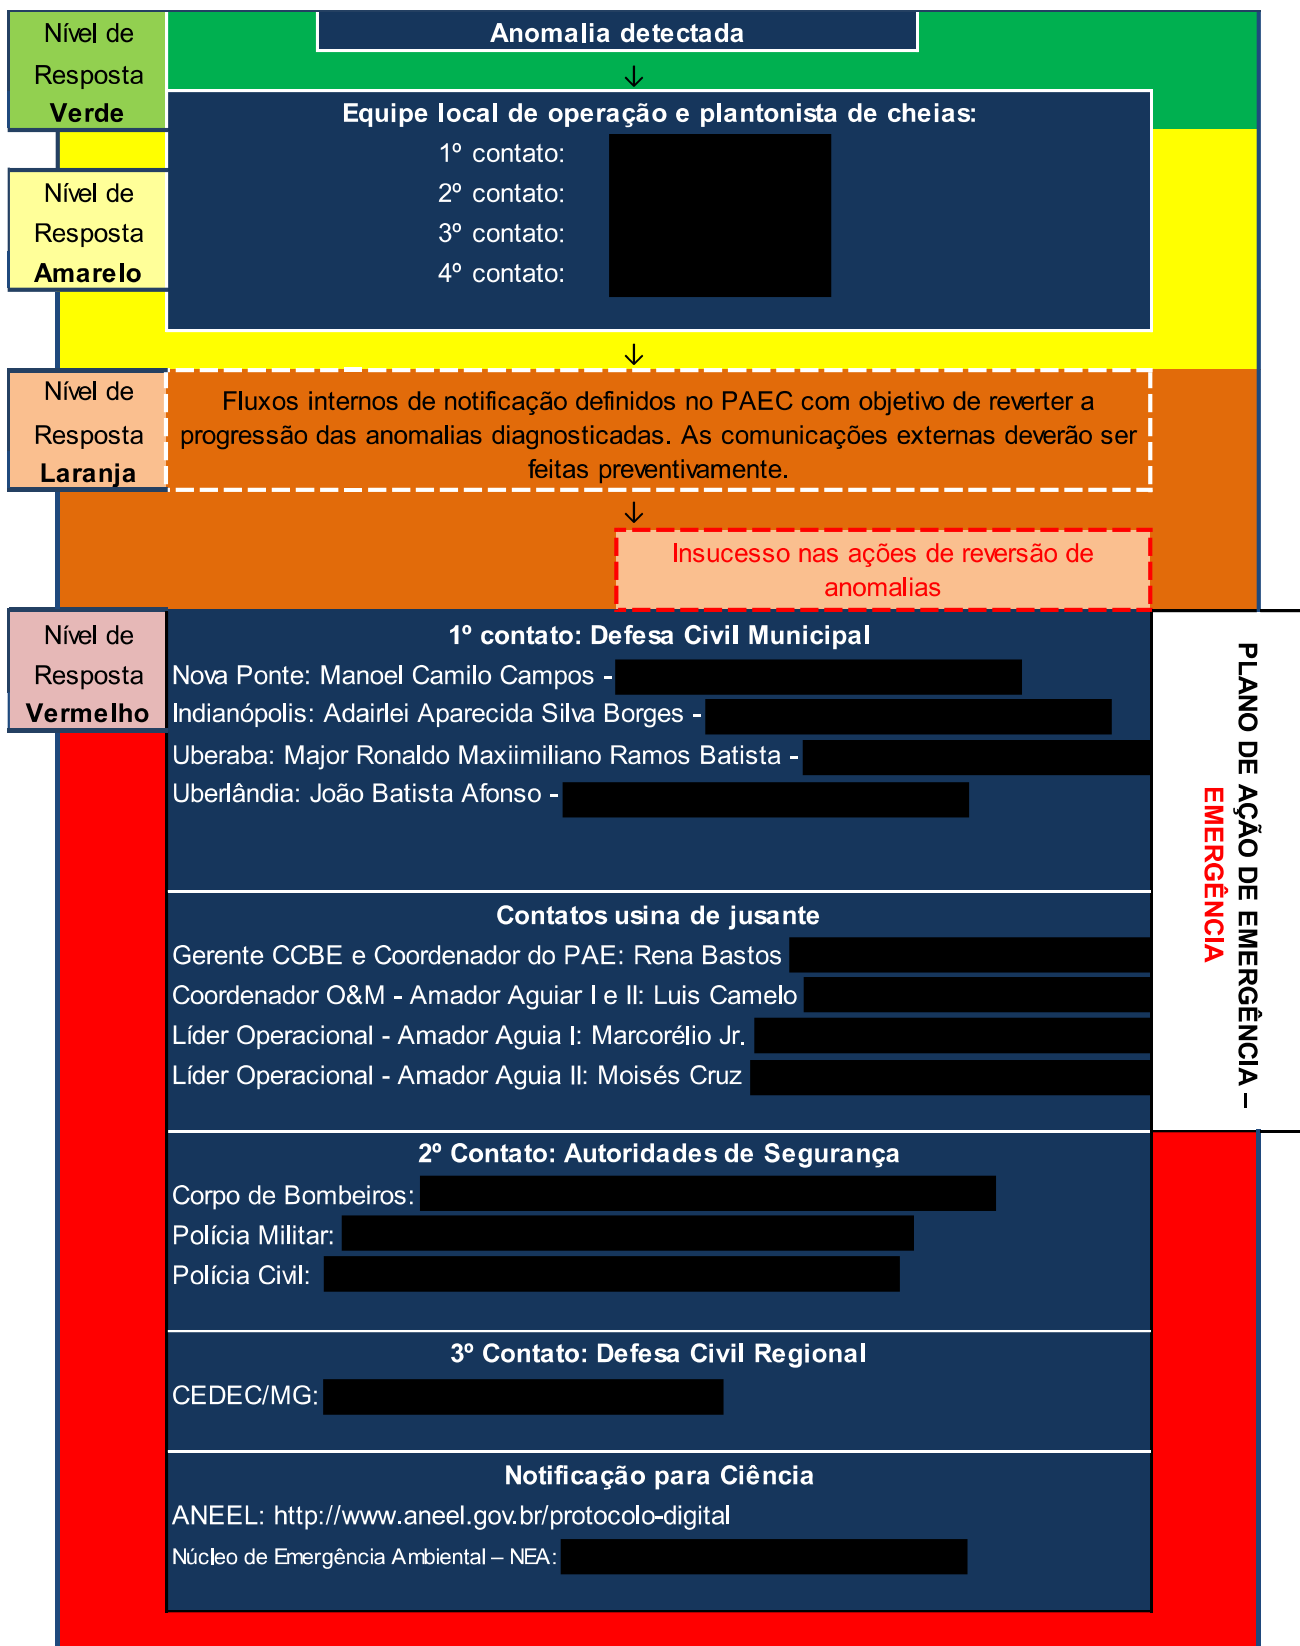 Nível de
Resposta
Verde
Anomalia detectada
↓
Equipe local de operação e plantonista de cheias:
1º contato:
2º contato:
3º contato:
4º contato:
Nível de
Resposta
Amarelo
↓
Nível de
Resposta
Laranja
Fluxos internos de notificação definidos no PAEC com objetivo de reverter a
progressão das anomalias diagnosticadas. As comunicações externas deverão ser
feitas preventivamente.
↓
Insucesso nas ações de reversão de
anomalias
Nível de
Resposta
Vermelho
1º contato: Defesa Civil Municipal
Nova Ponte: Manoel Camilo Campos -
Indianópolis: Adairlei Aparecida Silva Borges -
Uberaba: Major Ronaldo Maxiimiliano Ramos Batista -
Uberlândia: João Batista Afonso -
PLANO DE AÇÃO DE EMERGÊNCIA –
EMERGÊNCIA
Contatos usina de jusante
Gerente CCBE e Coordenador do PAE: Rena Bastos
Coordenador O&M - Amador Aguiar I e II: Luis Camelo
Líder Operacional - Amador Aguia I: Marcorélio Jr.
Líder Operacional - Amador Aguia II: Moisés Cruz
2º Contato: Autoridades de Segurança
Corpo de Bombeiros:
Polícia Militar:
Polícia Civil:
3º Contato: Defesa Civil Regional
CEDEC/MG:
Notificação para Ciência
ANEEL: http://www.aneel.gov.br/protocolo-digital
Núcleo de Emergência Ambiental – NEA: